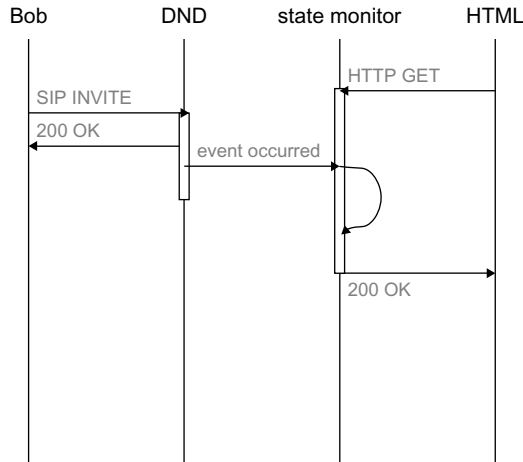 Bob DND state monitor HTML
HTTP GET
SIP INVITE
200 OK
event occurred
200 OK